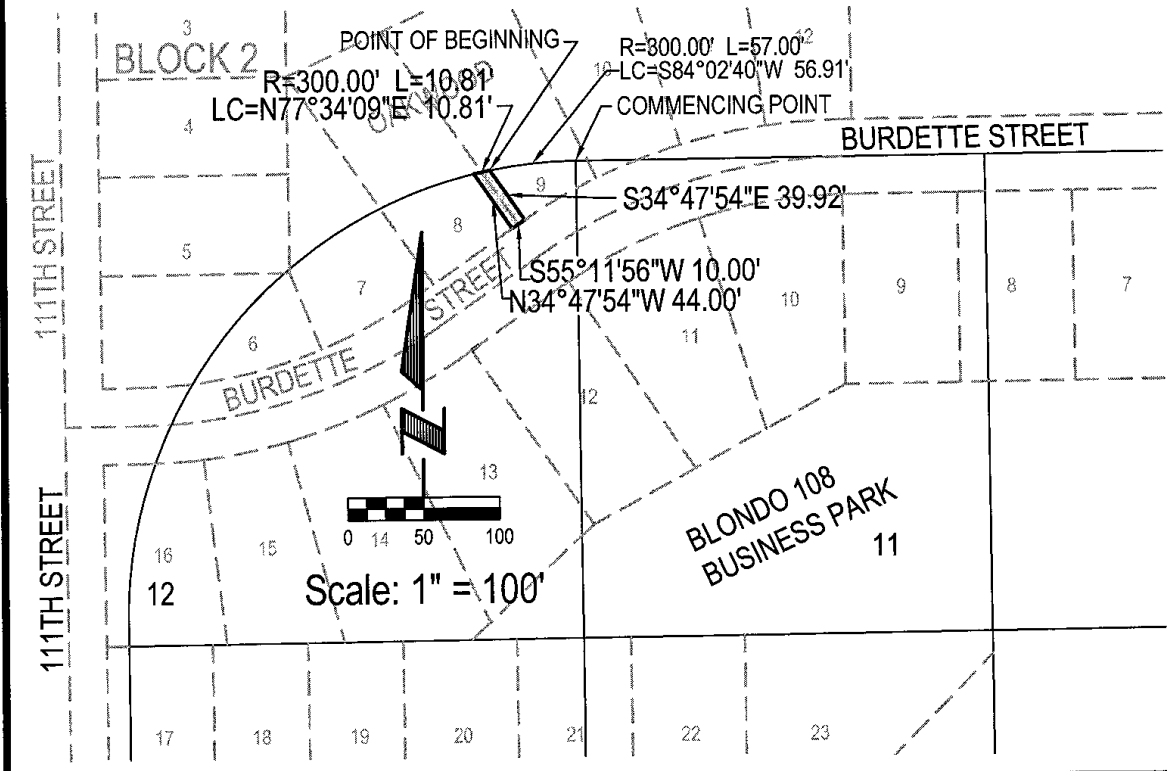 3
BLOCK 2
POINT OF BEGINNING
R=300.00' L=57.00'
12
LC=S84°02'40"W 56.91'
10
R=300.00' L=10.81'
LC=N77°34'09"E 10.81'
OAKWOOD
COMMENCING POINT
BURDETTE STREET
4
9
S34°47'54"E 39.92'
8
111TH STREET
5
S55°11'56"W 10.00'
N34°47'54"W 44.00'
7
10
9
8
7
6
11
BURDETTE STREET
12
13
BLONDO 108
BUSINESS PARK
11
0 14 50 100
16
15
12
Scale: 1" = 100'
111TH STREET
17
18
19
20
21
22
23